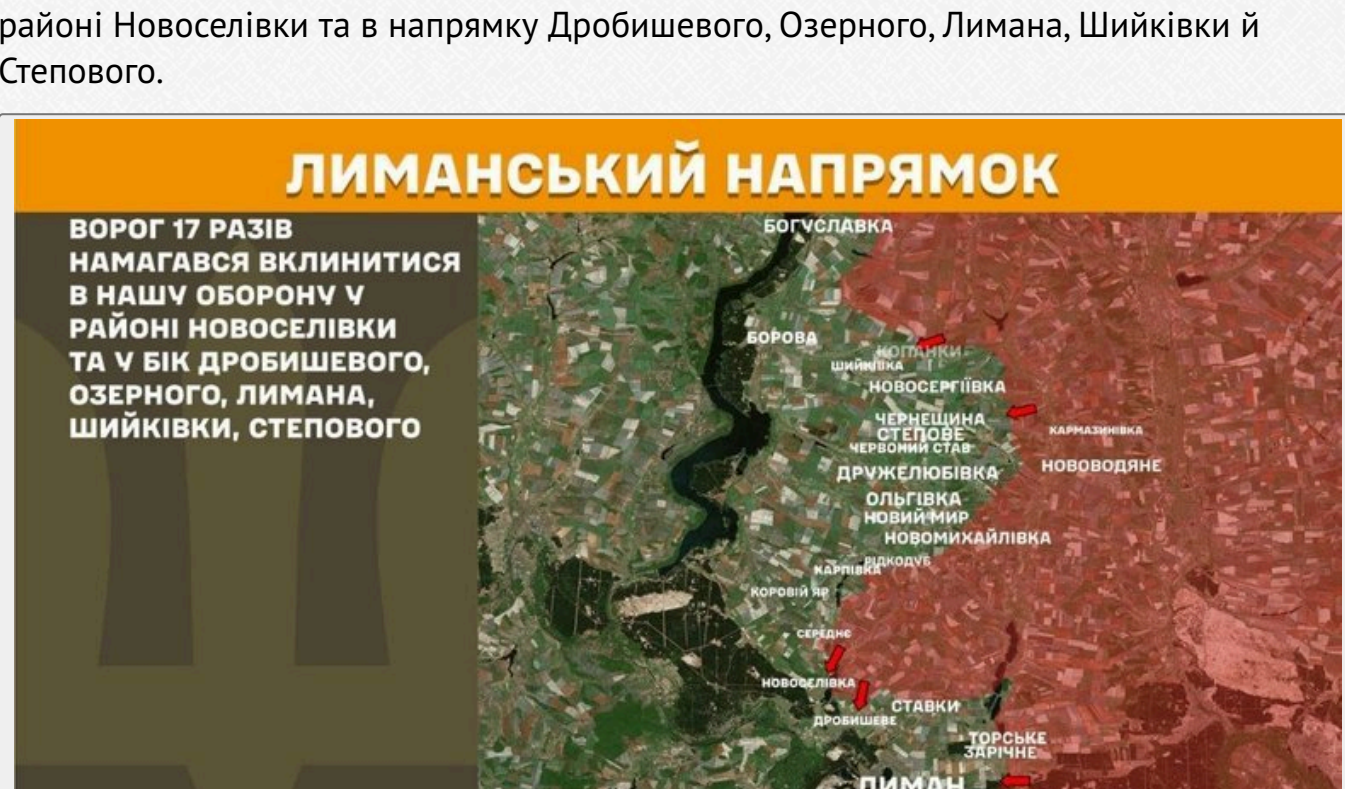 районі Новоселівки та в напрямку Дробишевого, Озерного, Лимана, Шийківки й
Степового.
ЛИМАНСЬКИЙ НАПРЯМОК
ВОРОГ 17 РАЗІВ
НАМАГАВСЯ ВКЛИНИТИСЯ
В НАШУ ОБОРОНУ У
РАЙОНІ НОВОСЕЛІВКИ
ТА У БІК ДРОБИШЕВОГО,
ОЗЕРНОГО, ЛИМАНА,
ШИЙКІВКИ, СТЕПОВОГО
БОГУСЛАВКА
БОРОВА
КОПАНКИ
ШИЙКІВКА
НОВОСЕРГІЇВКА
ЧЕРНЕЩИНА
СТЕПОВЕ
КАРМАЗИНІВКА
ЧЕРВОНИЙ СТАВ
НОВОВОДЯНЕ
ДРУЖЕЛЮБІВКА
ОЛЬГІВКА
НОВИЙ МИР
НОВОМИХАЙЛІВКА
РІДКОДУБ
КАРПІВКА
КОРОВІЙ ЯР
СЕРЕДНЄ
НОВОСЕЛІВКА
СТАВКИ
ДРОБИШЕВЕ
ТОРСЬКЕ
ЗАРІЧНЕ
ЛИМАН